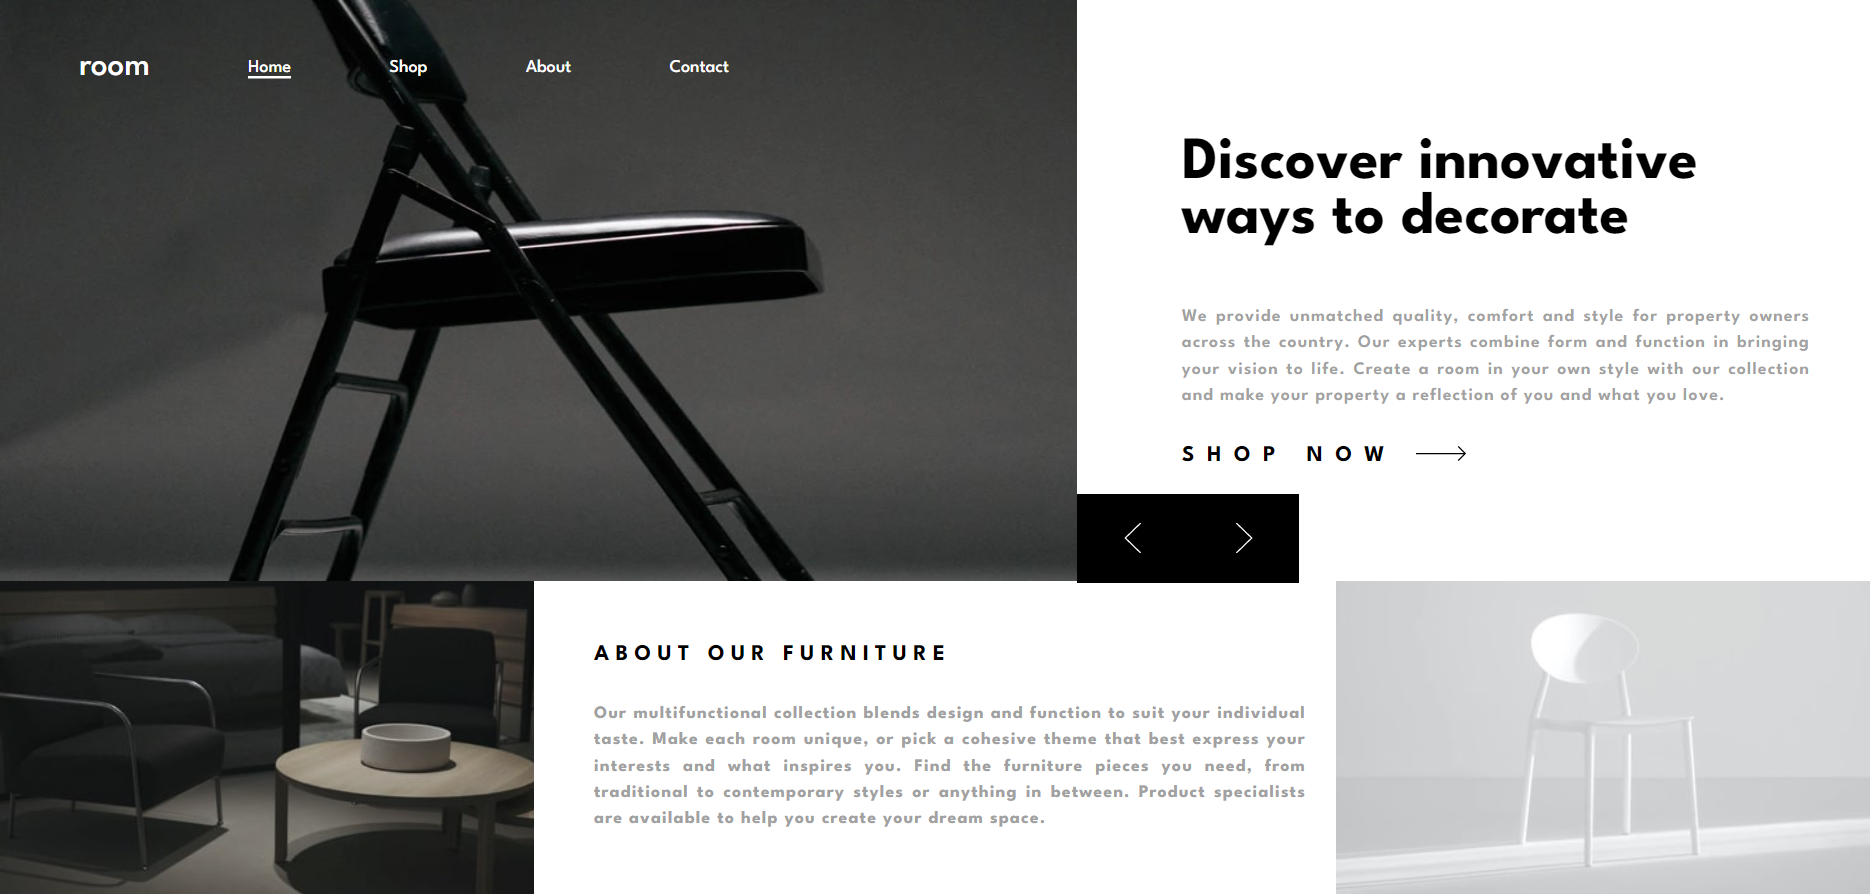 room
Home
Shop
About
Contact
Discover innovative
ways to decorate
We provide unmatched quality, comfort and style for property owners
across the country. Our experts combine form and function in bringing
your vision to life. Create a room in your own style with our collection
and make your property a reflection of you and what you love.
SHOP NOW
ABOUT OUR FURNITURE
Our multifunctional collection blends design and function to suit your individual
taste. Make each room unique, or pick a cohesive theme that best express your
interests and what inspires you. Find the furniture pieces you need, from
traditional to contemporary styles or anything in between. Product specialists
are available to help you create your dream space.